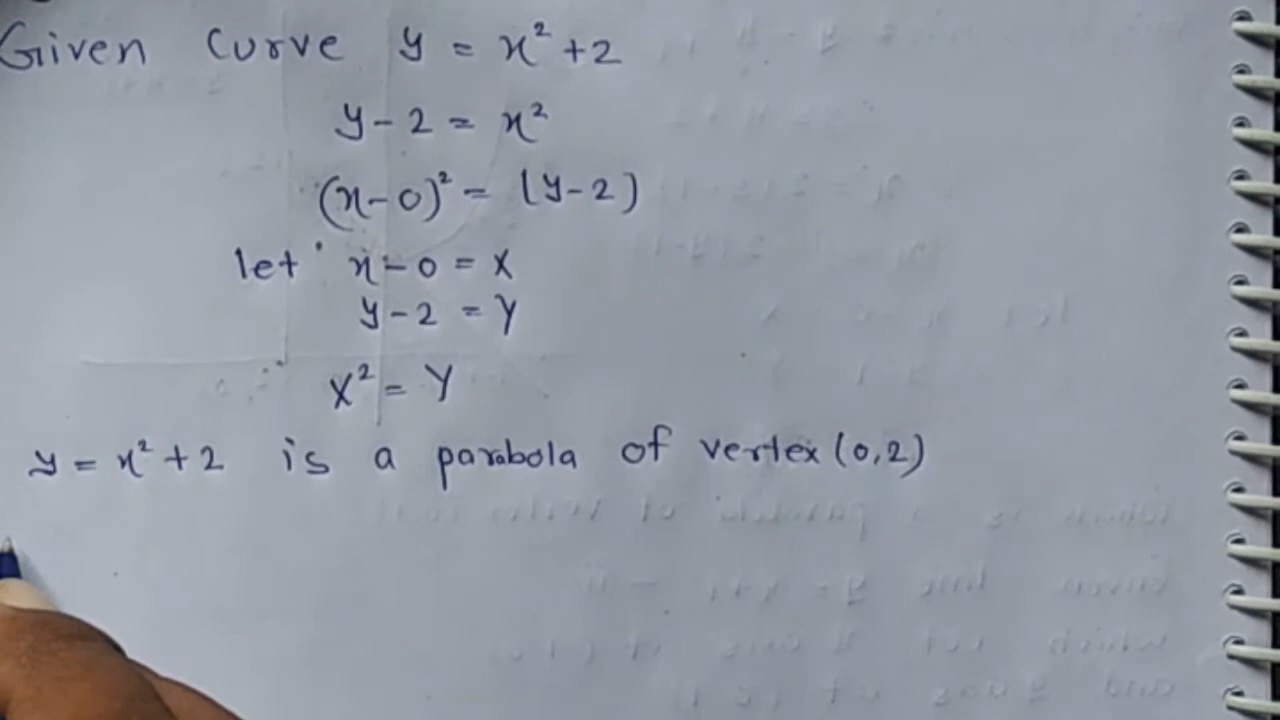 Given Curve y = x² + 2
y - 2 = x²
(x - 0)² = (y - 2)
let x - 0 = X
y - 2 = Y
X² = Y
y = x² + 2 is a parabola of vertex (0,2)